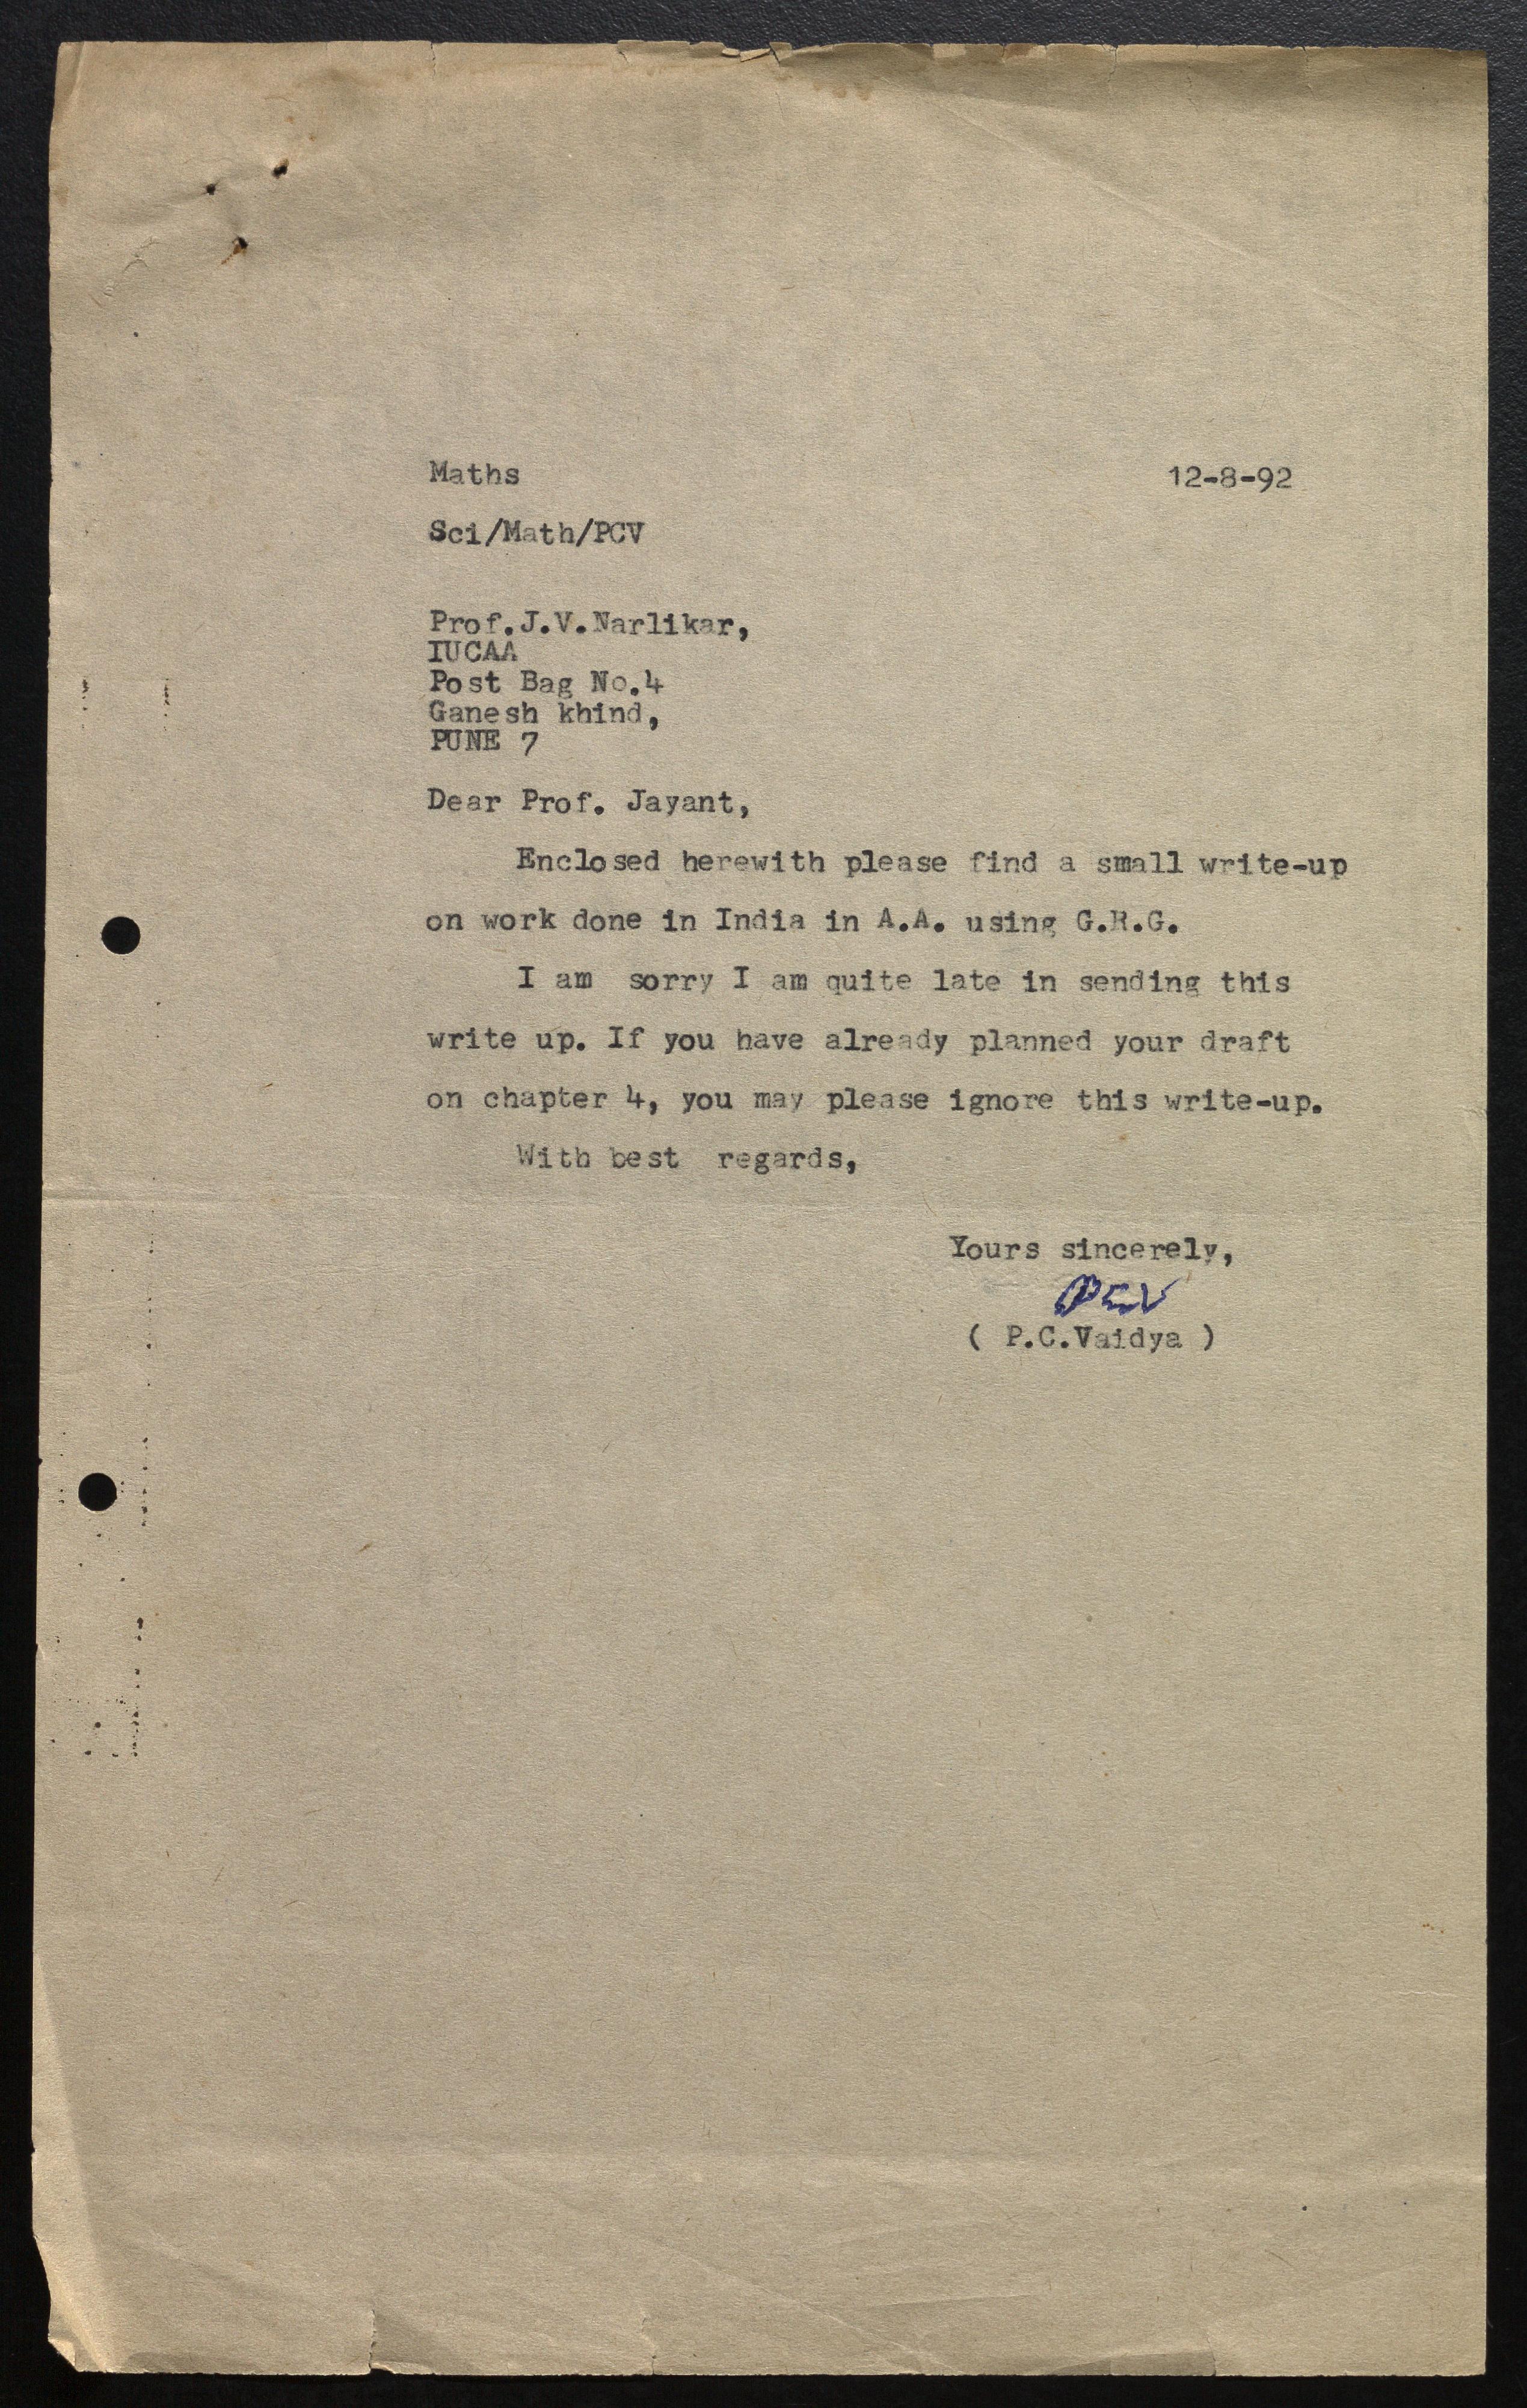 Maths 12-8-92
Sci/Math/PCV
Prof.J.V.Narlikar,
IUCAA
Post Bag No.4
Ganesh khind,
PUNE 7
Dear Prof. Jayant,
Enclosed herewith please find a small write-up
on work done in India in A.A. using G.R.G.
I am sorry I am quite late in sending this
write up. If you have already planned your draft
on chapter 4, you may please ignore this write-up.
With best regards,
Yours sincerely,
PCV
( P.C.Vaidya )